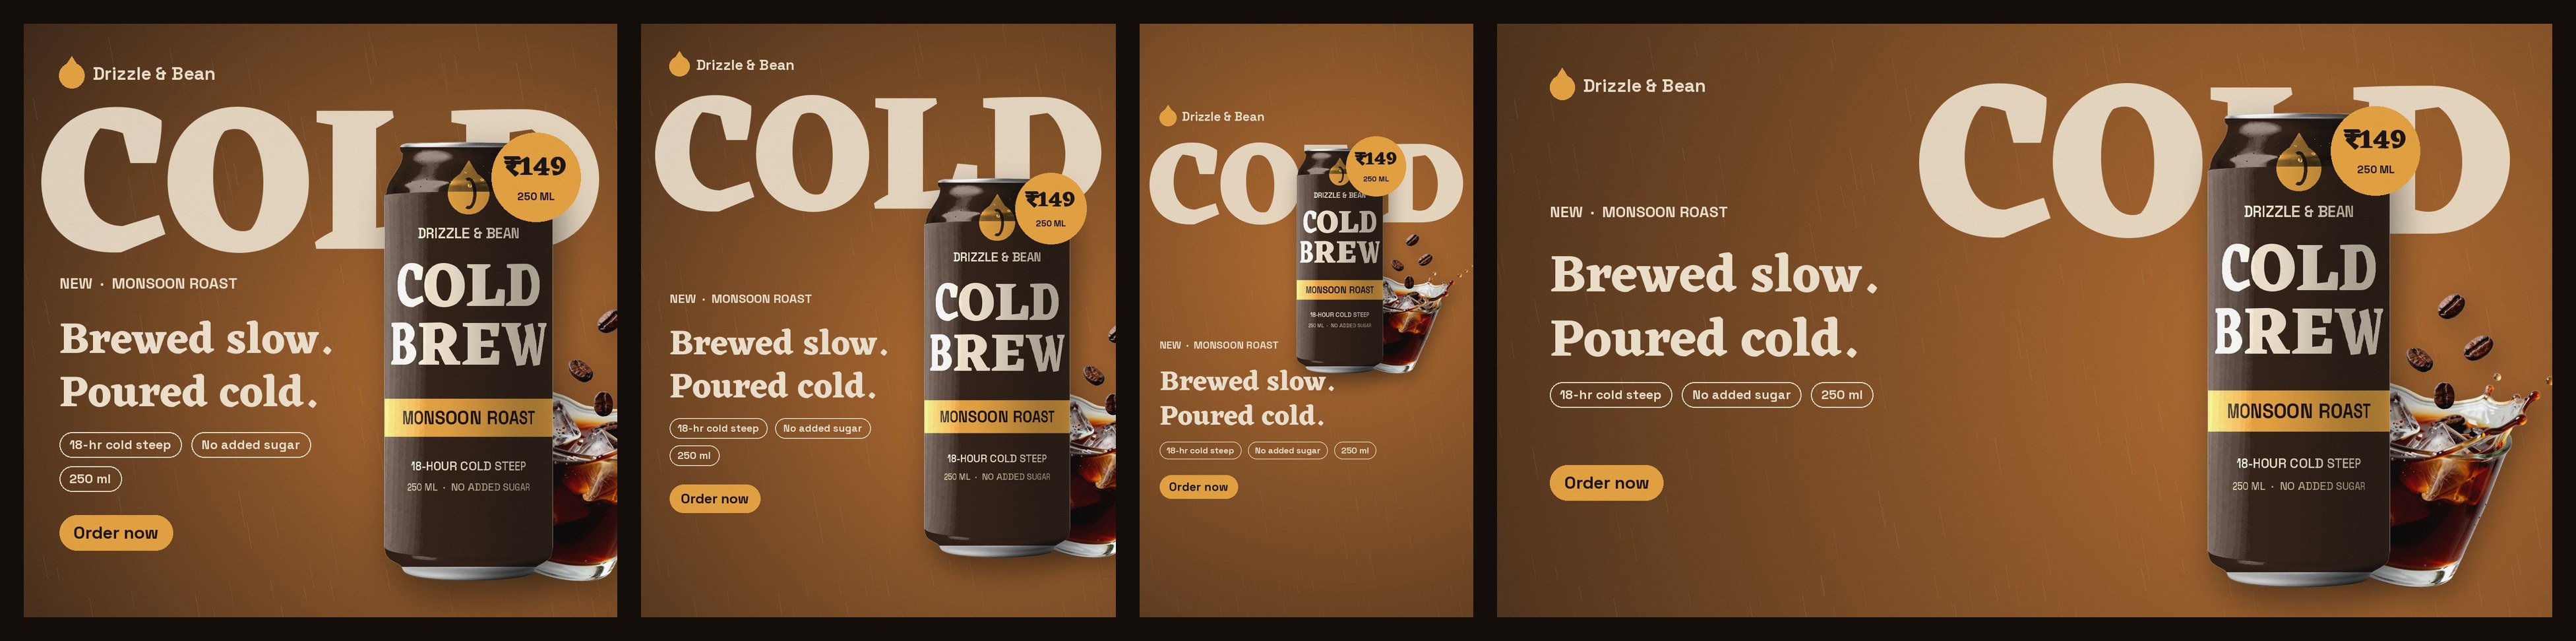 Drizzle & Bean
COLD
₹149
250 ML
DRIZZLE & BEAN
COLD
BREW
MONSOON ROAST
18-HOUR COLD STEEP
250 ML · NO ADDED SUGAR
NEW · MONSOON ROAST
Brewed slow.
Poured cold.
18-hr cold steep
No added sugar
250 ml
Order now
Drizzle & Bean
COLD
₹149
250 ML
DRIZZLE & BEAN
COLD
BREW
MONSOON ROAST
18-HOUR COLD STEEP
250 ML · NO ADDED SUGAR
NEW · MONSOON ROAST
Brewed slow.
Poured cold.
18-hr cold steep
No added sugar
250 ml
Order now
Drizzle & Bean
COLD
₹149
250 ML
DRIZZLE & BEAN
COLD
BREW
MONSOON ROAST
18-HOUR COLD STEEP
250 ML · NO ADDED SUGAR
NEW · MONSOON ROAST
Brewed slow.
Poured cold.
18-hr cold steep
No added sugar
250 ml
Order now
Drizzle & Bean
COLD
₹149
250 ML
DRIZZLE & BEAN
COLD
BREW
MONSOON ROAST
18-HOUR COLD STEEP
250 ML · NO ADDED SUGAR
NEW · MONSOON ROAST
Brewed slow.
Poured cold.
18-hr cold steep
No added sugar
250 ml
Order now